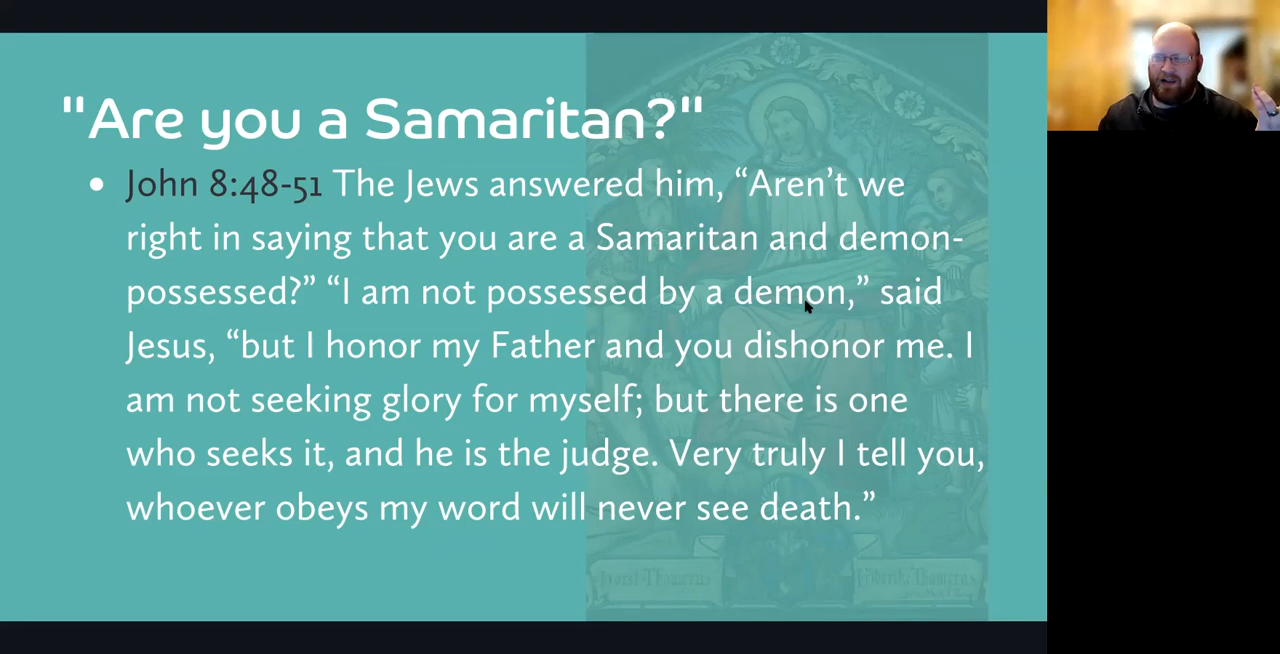 "Are you a Samaritan?"
• John 8:48-51 The Jews answered him, “Aren’t we
right in saying that you are a Samaritan and demon-
possessed?” “I am not possessed by a demon,” said
Jesus, “but I honor my Father and you dishonor me. I
am not seeking glory for myself; but there is one
who seeks it, and he is the judge. Very truly I tell you,
whoever obeys my word will never see death.”